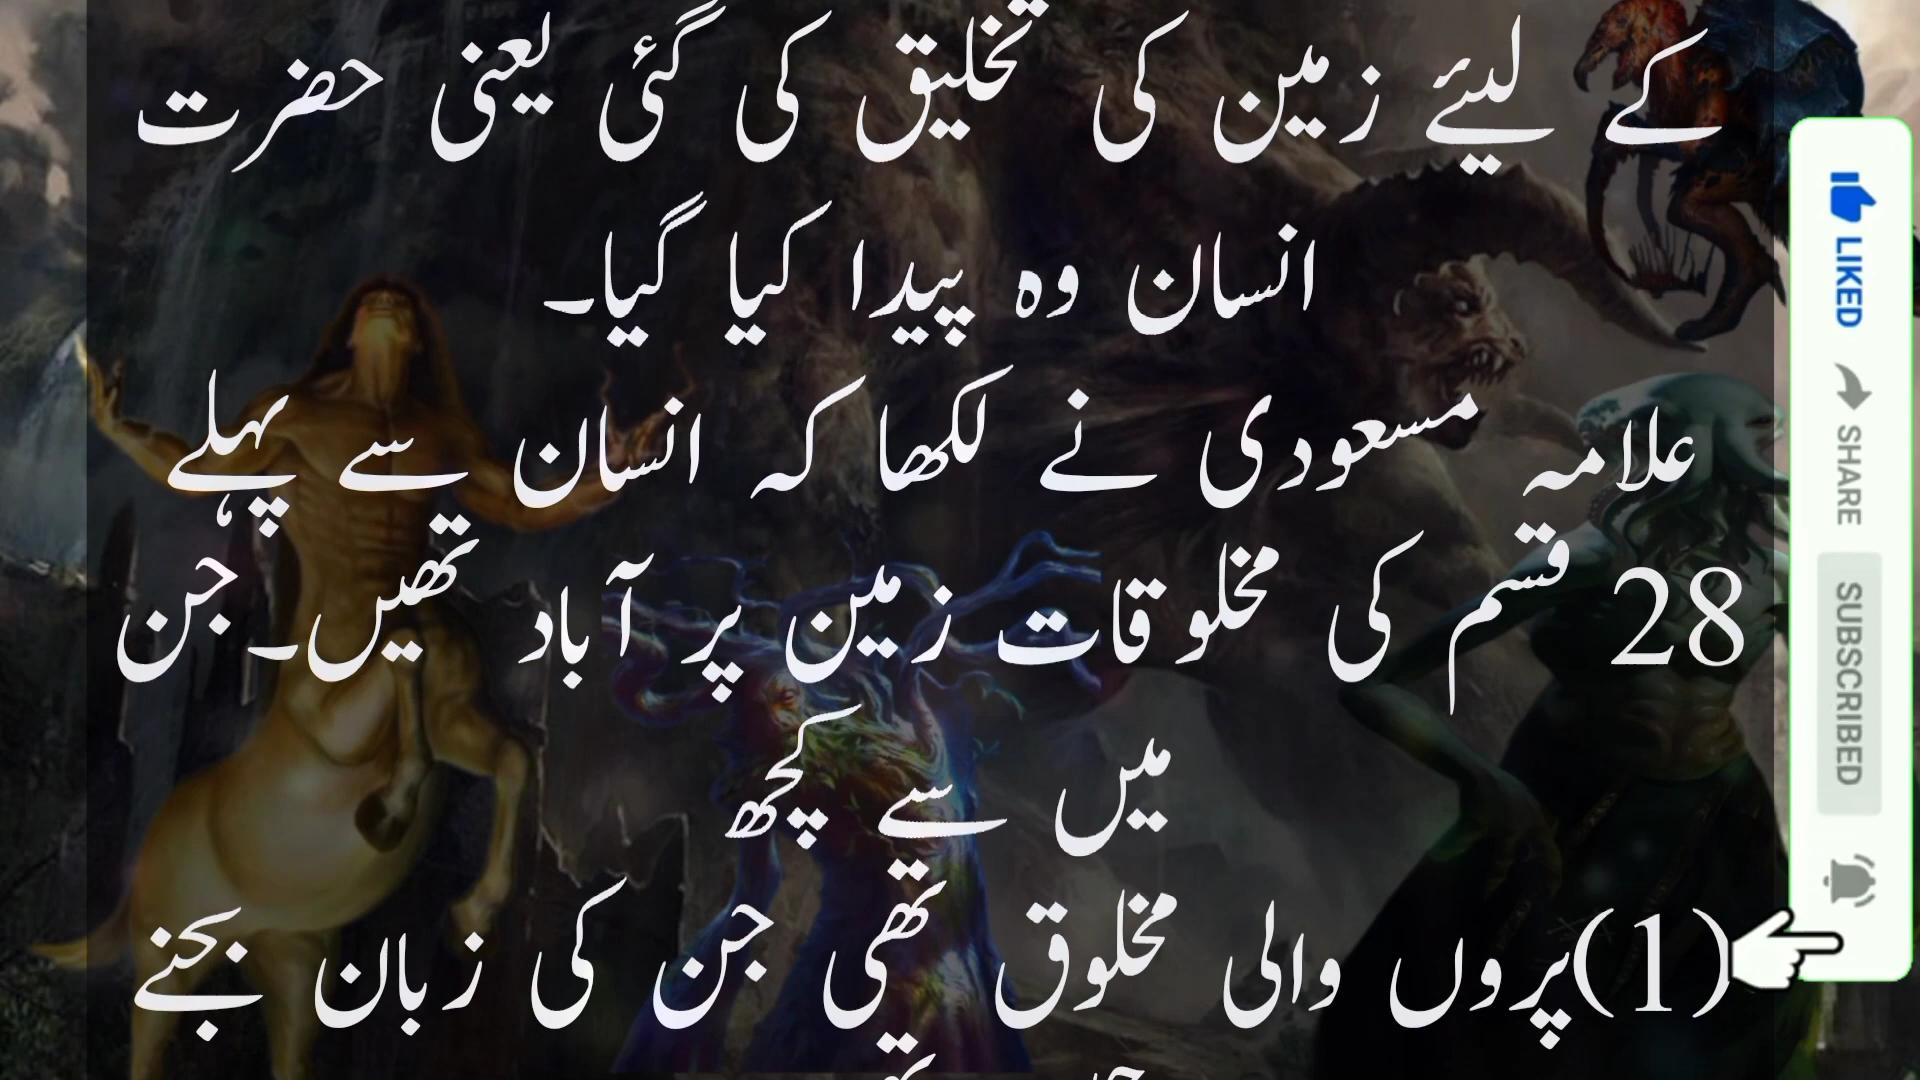 کے لیئے زمین کی تخلیق کی گئی یعنی حضرت
انسان وہ پیدا کیا گیا۔
علامہ مسعودی نے لکھا کہ انسان سے پہلے
28 قسم کی مخلوقات زمین پر آباد تھیں۔جن
میں سے کچھ
(1)پروں والی مخلوق تھی جن کی زبان بجنے
LIKED
SHARE
SUBSCRIBED